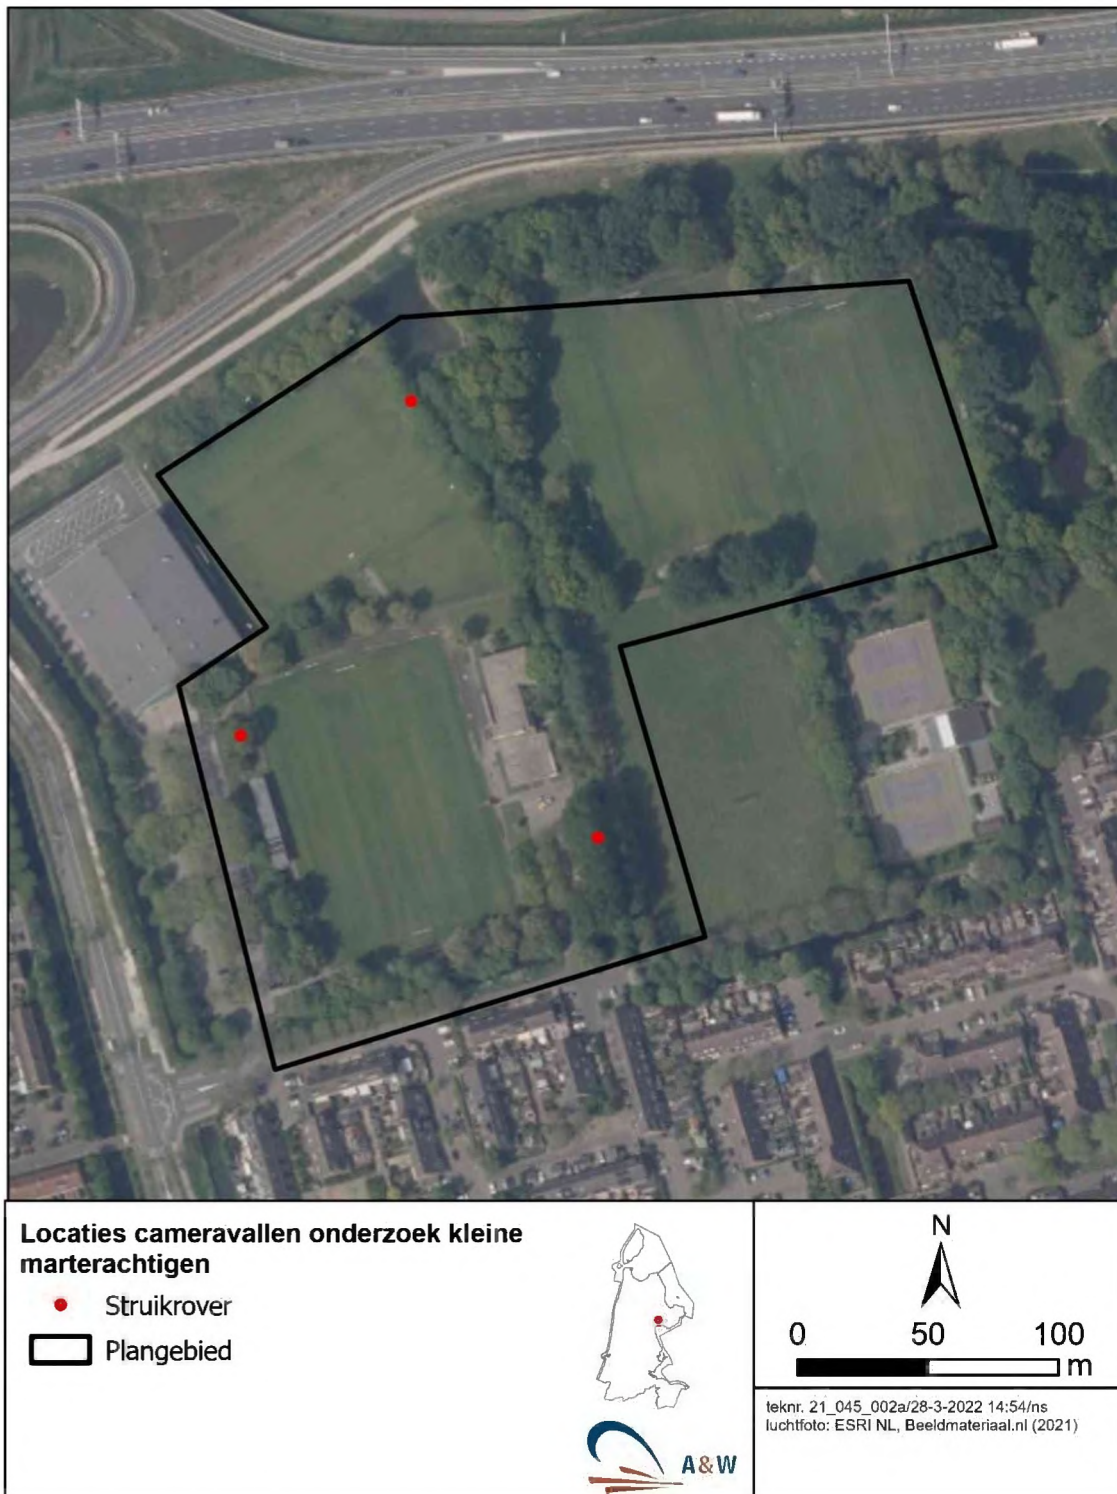 Locaties cameravallen onderzoek kleine
marterachtigen
Struikrover
Plangebied
A&W
N
0 50 100
m
teknr. 21_045_002a/28-3-2022 14:54/ns
luchtfoto: ESRI NL, Beeldmateriaal.nl (2021)